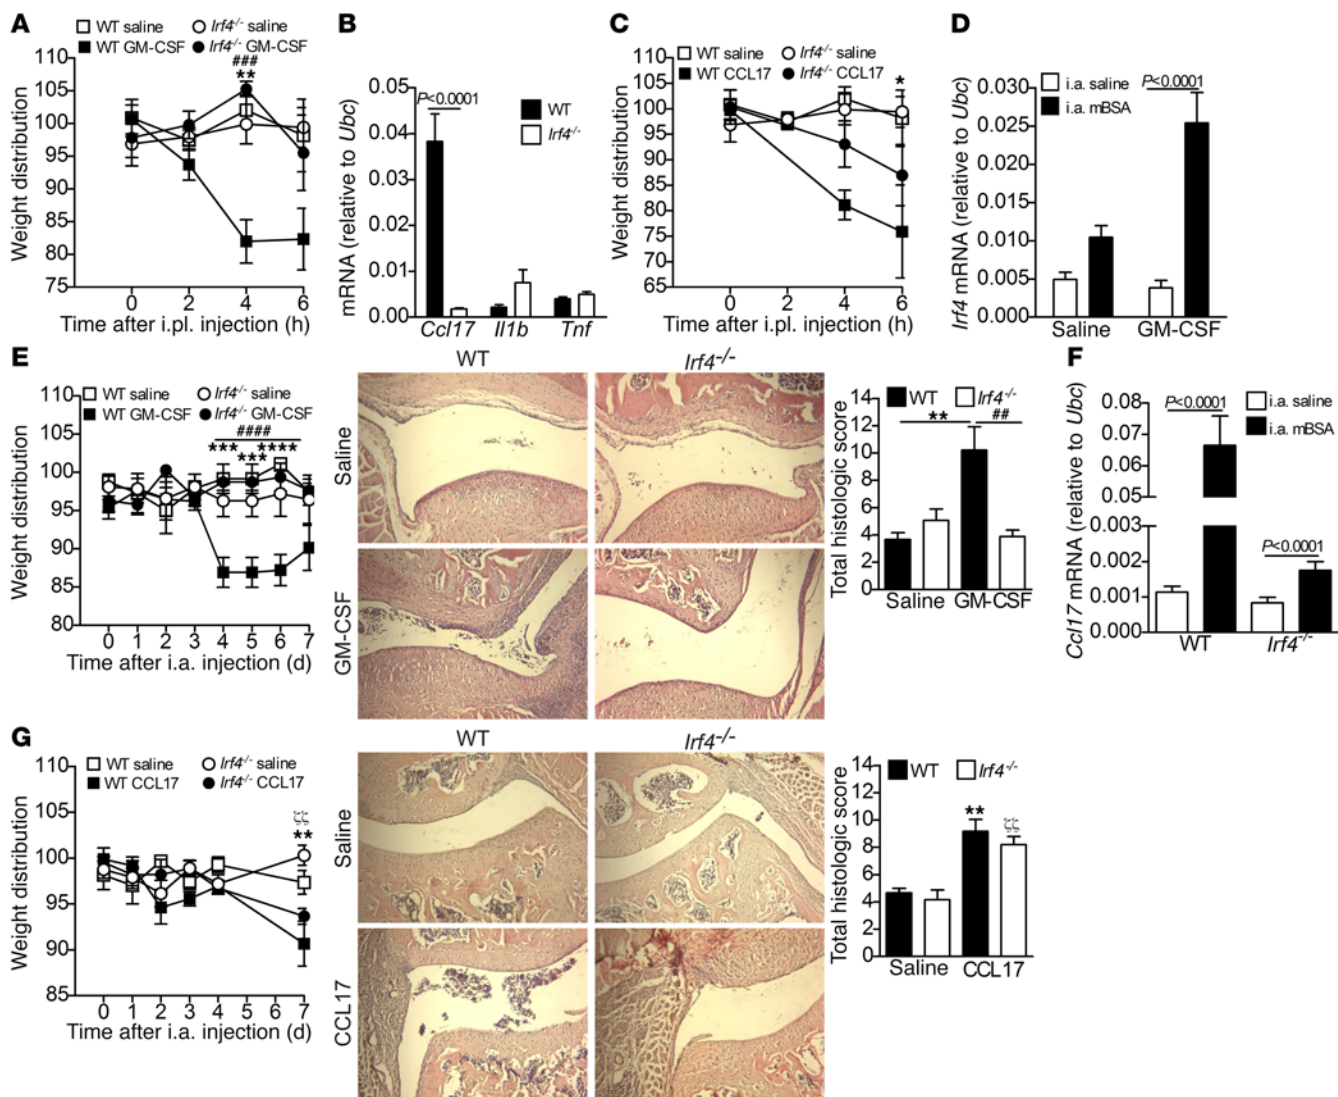 A
WT saline
Irf4-/- saline
WT GM-CSF
Irf4-/- GM-CSF
###
**
110
105
100
95
90
85
80
75
Weight distribution
0 2 4 6
Time after i.pl. injection (h)
B
0.05
0.04
0.03
0.02
0.01
0.00
mRNA (relative to Ubc)
P<0.0001
WT
Irf4-/-
Ccl17 Il1b Tnf
C
WT saline
Irf4-/- saline
WT CCL17
Irf4-/- CCL17
*
110
105
100
95
90
85
80
75
70
65
Weight distribution
0 2 4 6
Time after i.pl. injection (h)
D
i.a. saline
i.a. mBSA
P<0.0001
0.030
0.025
0.020
0.015
0.010
0.005
0.000
Irf4 mRNA (relative to Ubc)
Saline GM-CSF
E
WT saline
Irf4-/- saline
WT GM-CSF
Irf4-/- GM-CSF
####
*** *** ****
110
105
100
95
90
85
80
Weight distribution
0 1 2 3 4 5 6 7
Time after i.a. injection (d)
WT Irf4-/-
Saline
GM-CSF
WT Irf4-/-
** ##
14
12
10
8
6
4
2
0
Total histologic score
Saline GM-CSF
F
i.a. saline
i.a. mBSA
P<0.0001
P<0.0001
0.08
0.07
0.06
0.05
0.003
0.002
0.001
0.000
Ccl17 mRNA (relative to Ubc)
WT Irf4-/-
G
WT saline
Irf4-/- saline
WT CCL17
Irf4-/- CCL17
ζζ
**
110
105
100
95
90
85
Weight distribution
0 1 2 3 4 5 6 7
Time after i.a. injection (d)
WT Irf4-/-
Saline
CCL17
WT Irf4-/-
** ζζ
14
12
10
8
6
4
2
0
Total histologic score
Saline CCL17